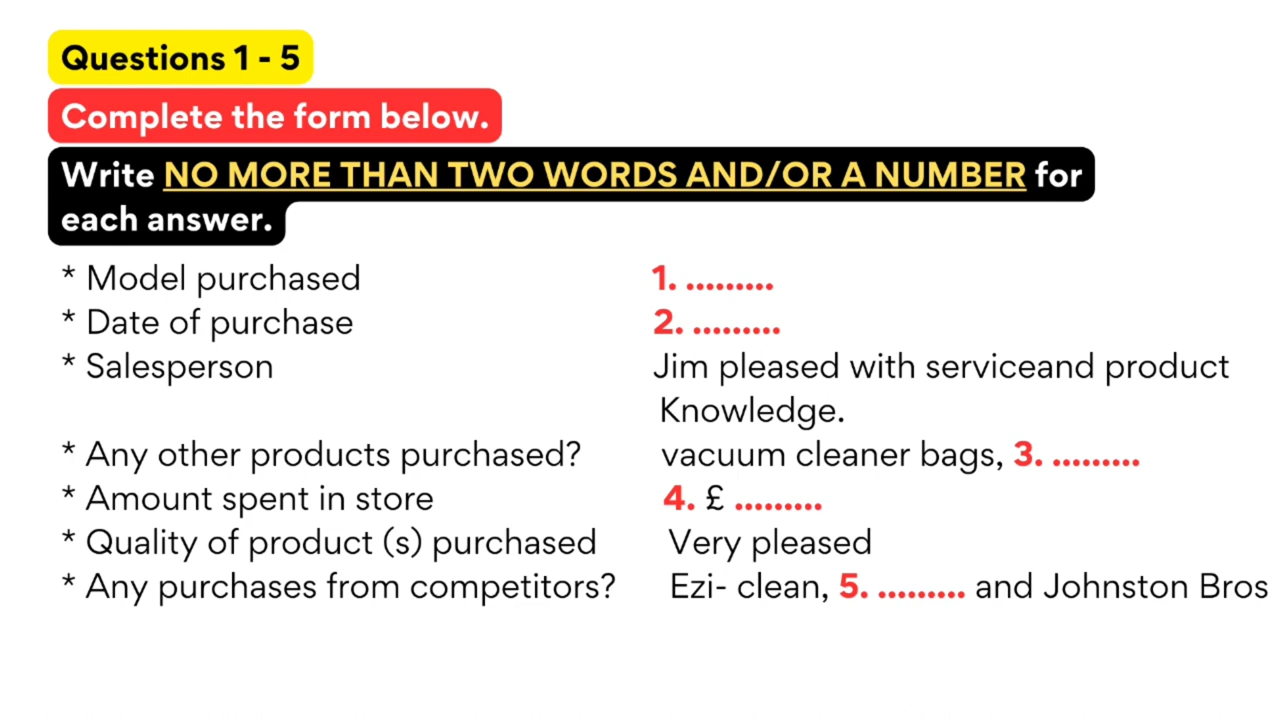 Questions 1 - 5
Complete the form below.
Write NO MORE THAN TWO WORDS AND/OR A NUMBER for
each answer.
* Model purchased 1. .........
* Date of purchase 2. .........
* Salesperson Jim pleased with serviceand product
Knowledge.
* Any other products purchased? vacuum cleaner bags, 3. .........
* Amount spent in store 4. £ .........
* Quality of product (s) purchased Very pleased
* Any purchases from competitors? Ezi- clean, 5. ......... and Johnston Bros